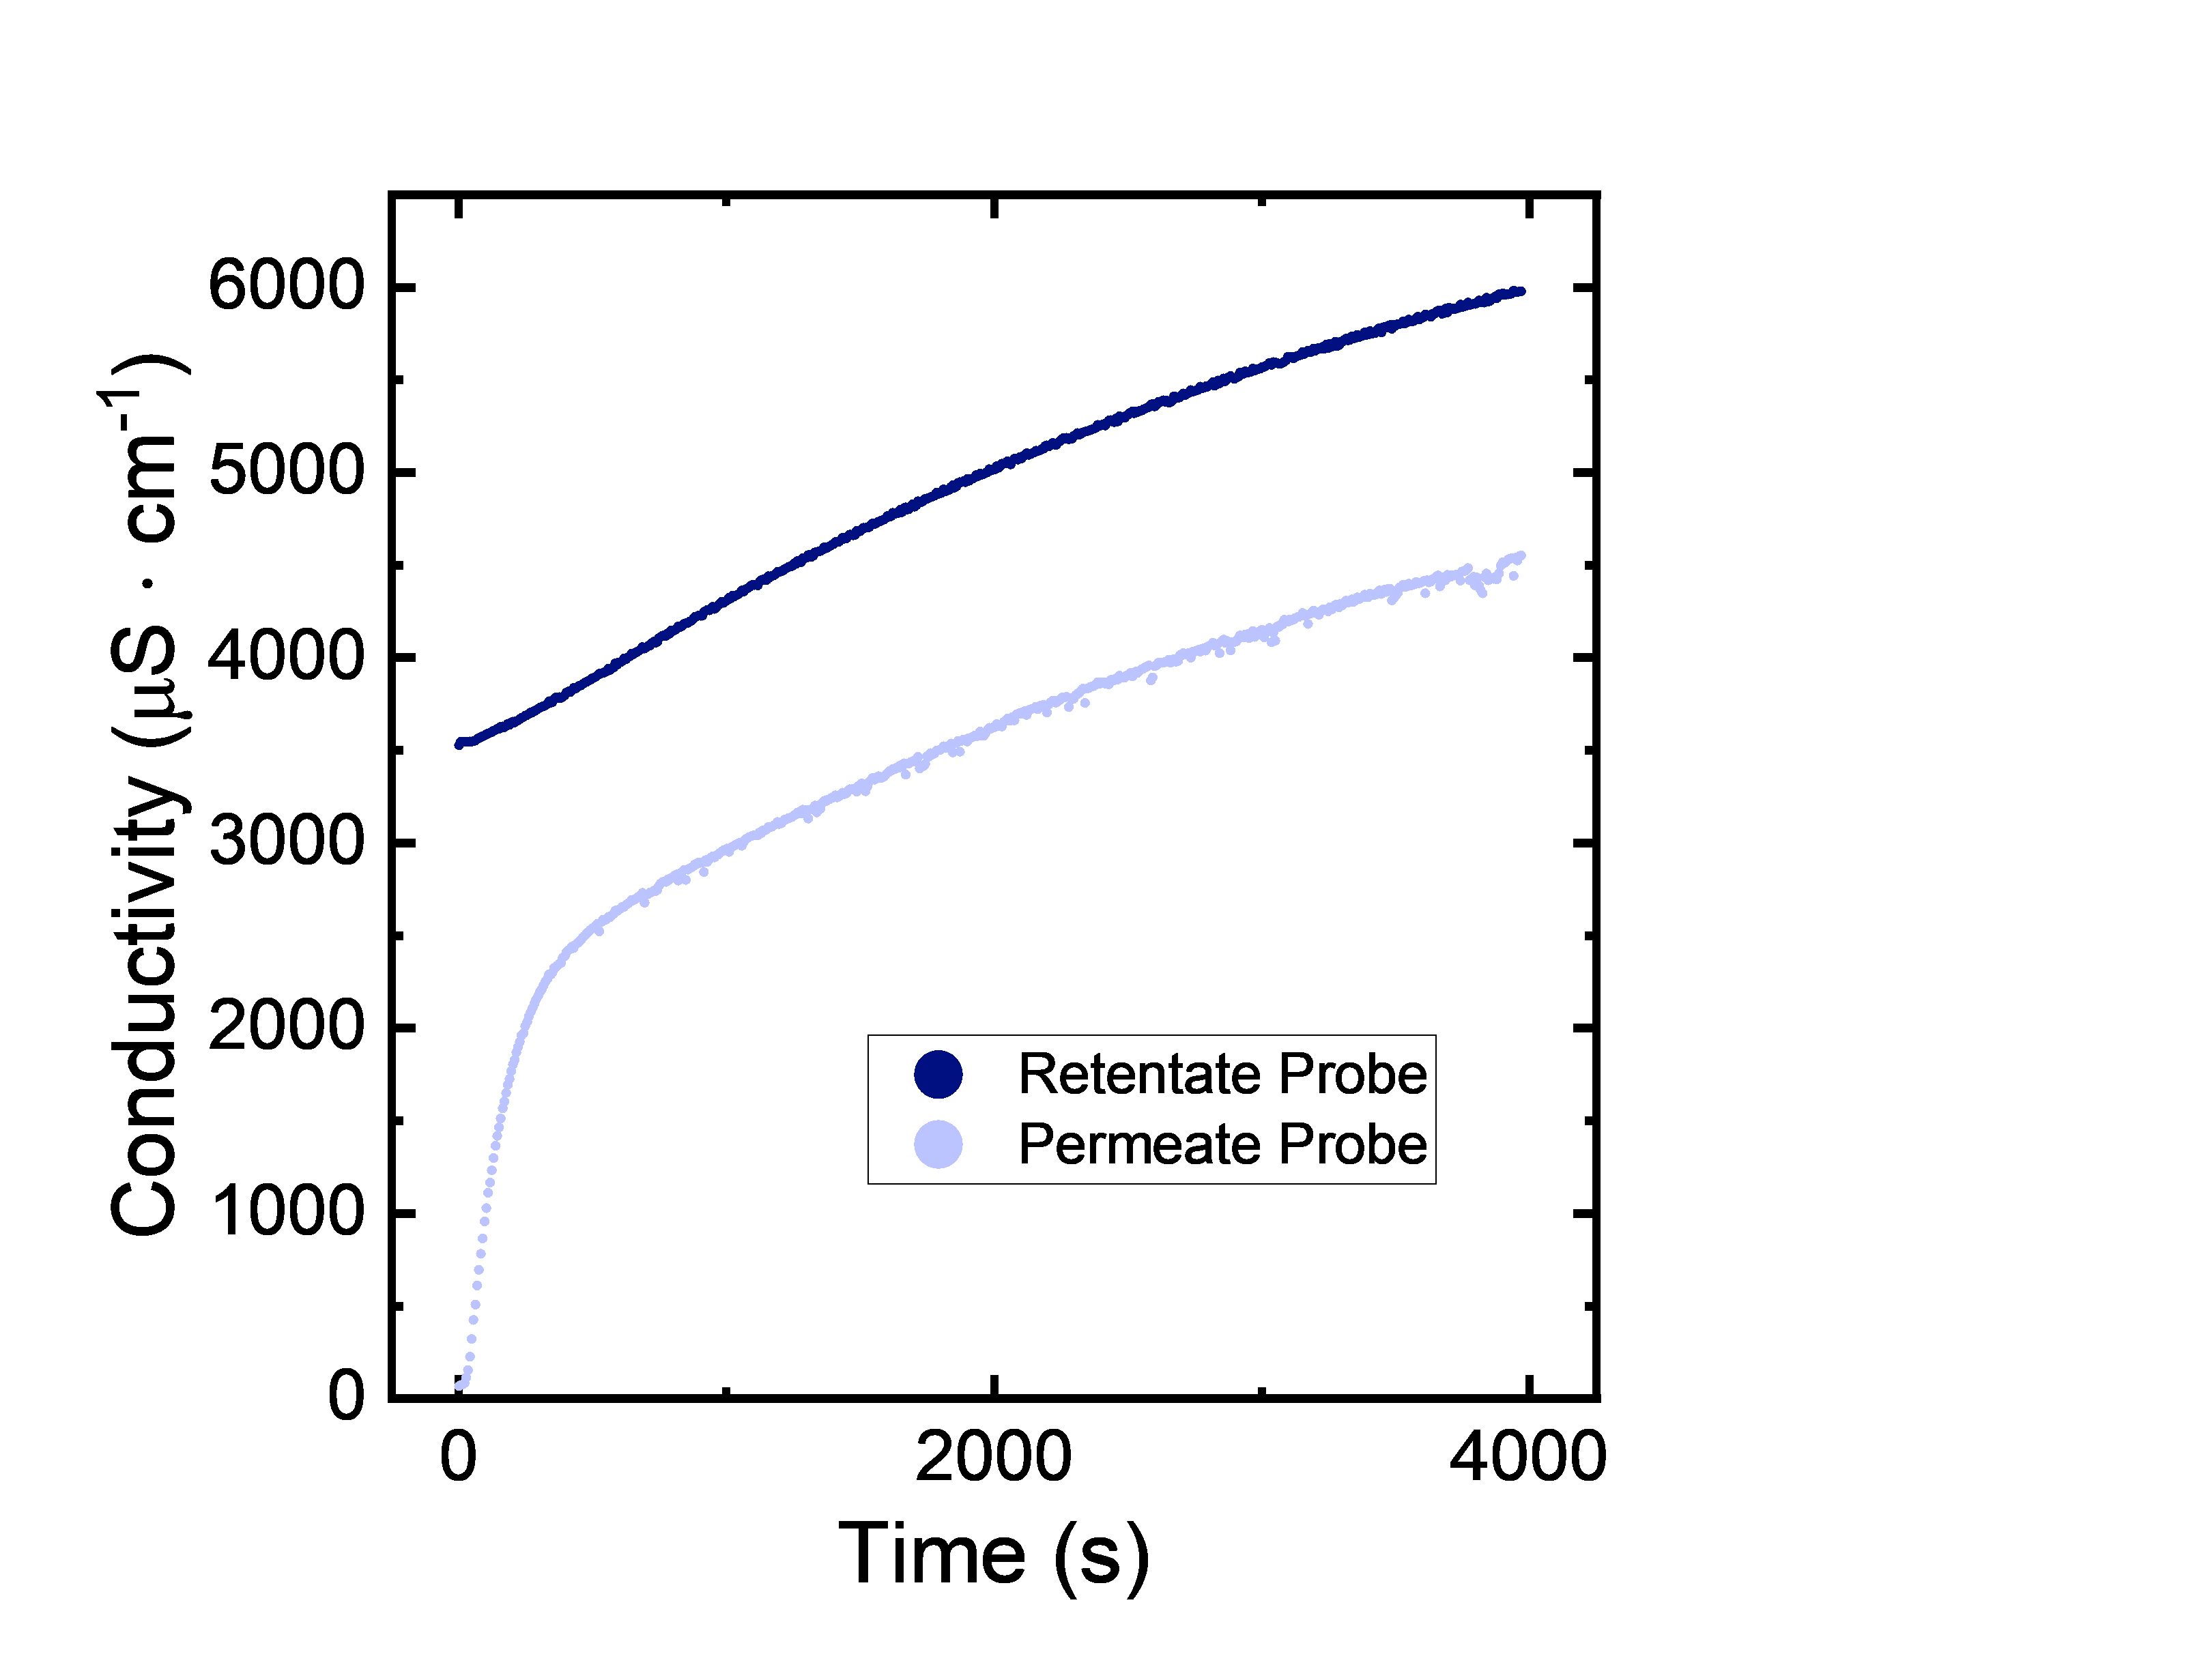 Conductivity (μS · cm⁻¹)
6000
5000
4000
3000
2000
1000
0
Retentate Probe
Permeate Probe
0 2000 4000
Time (s)